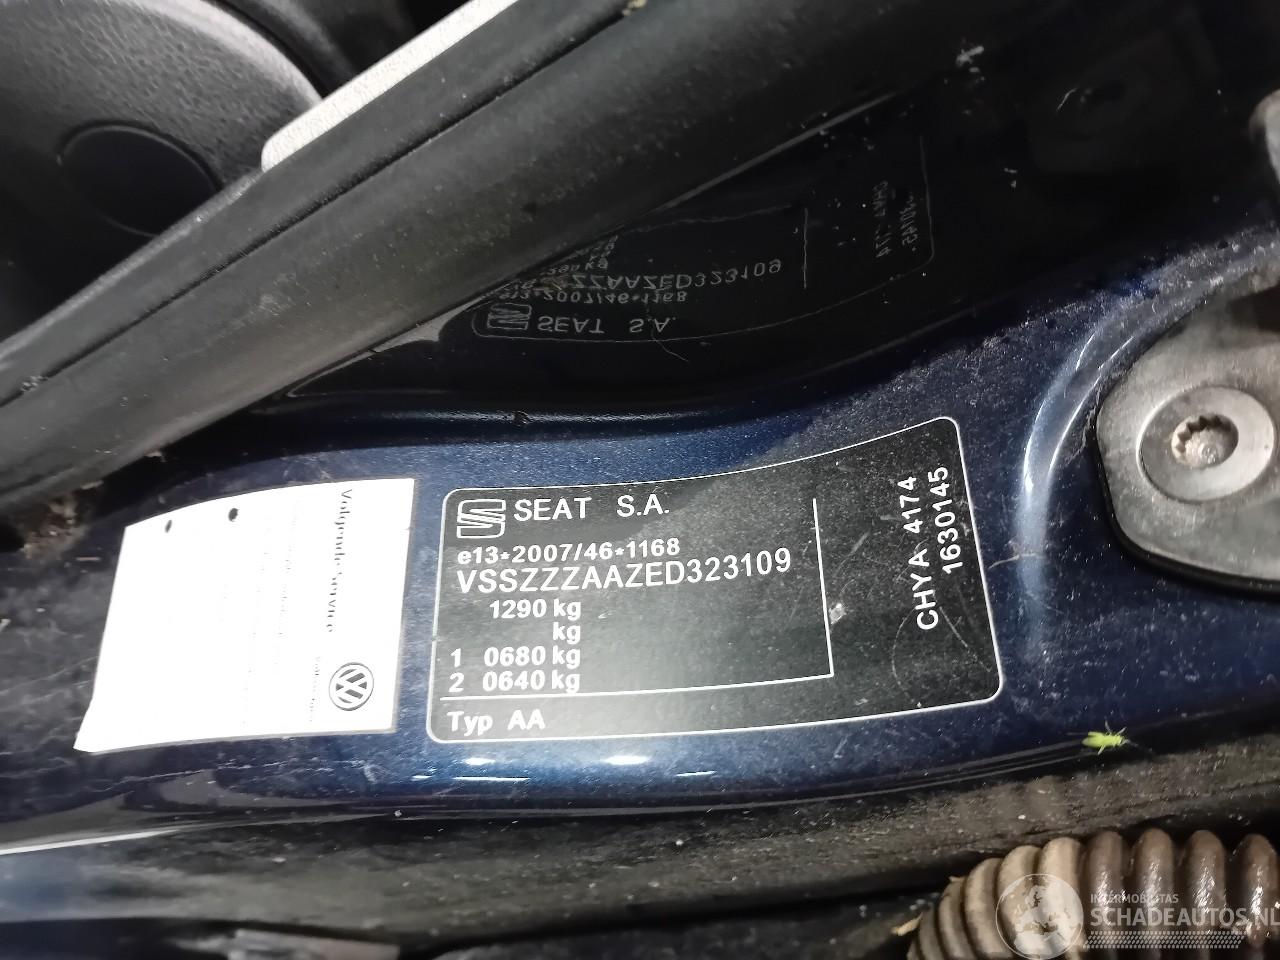 SEAT S.A.
e13*2007/46*1168
VSSZZZAAZED323109
1290 kg
kg
1 0680 kg
2 0640 kg
Typ AA
CHYA 4174
1630145
INTERMOBILITAS
SCHADEAUTOS.NL